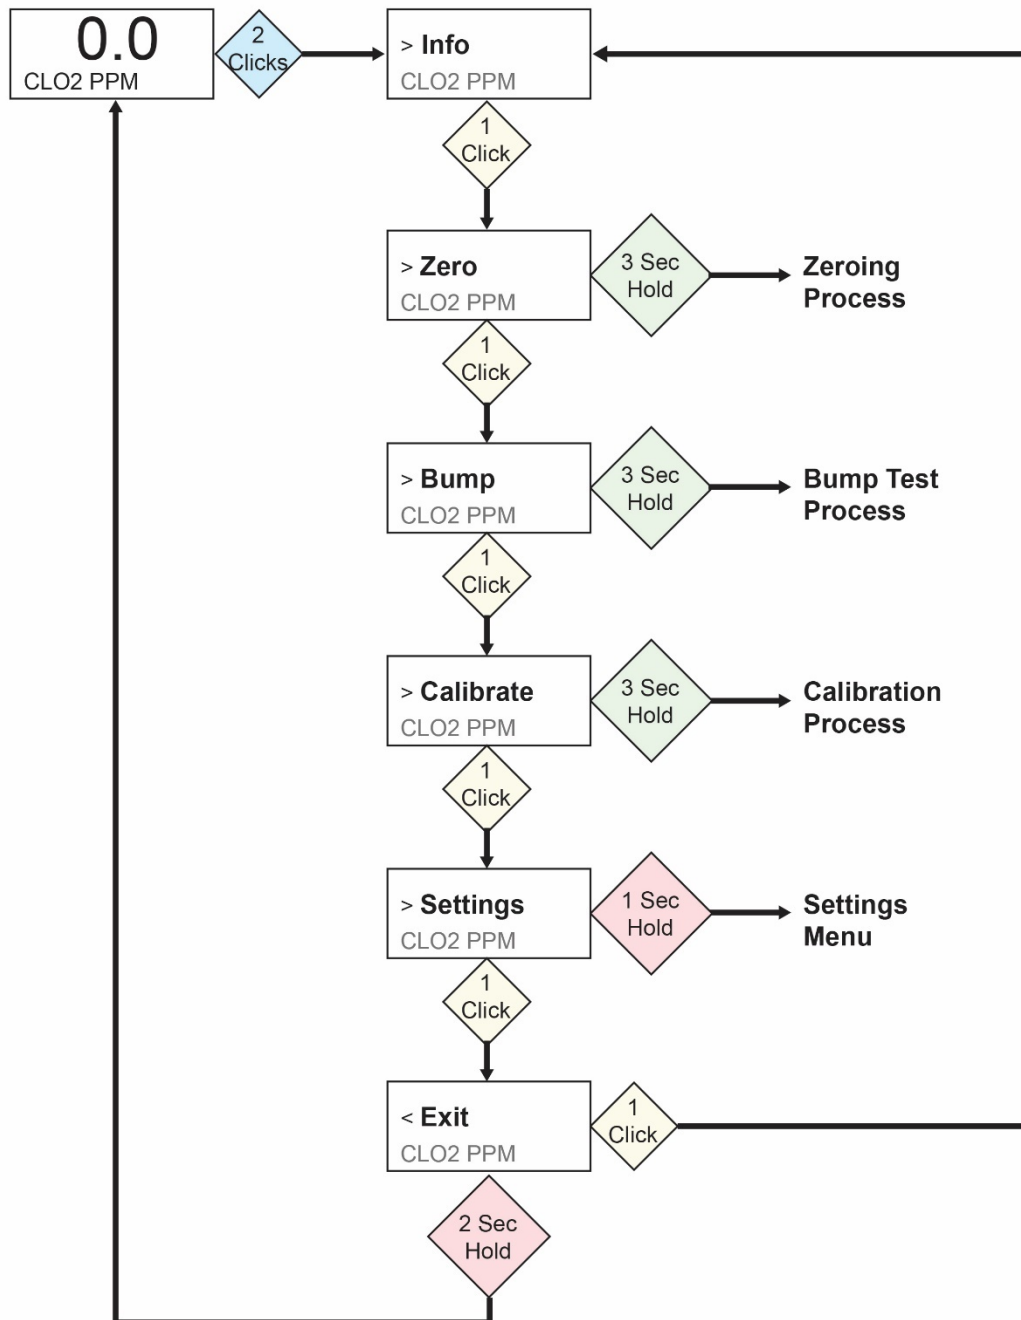 0.0
CLO2 PPM
2
Clicks
> Info
CLO2 PPM
1
Click
> Zero
CLO2 PPM
3 Sec
Hold
Zeroing
Process
1
Click
> Bump
CLO2 PPM
3 Sec
Hold
Bump Test
Process
1
Click
> Calibrate
CLO2 PPM
3 Sec
Hold
Calibration
Process
1
Click
> Settings
CLO2 PPM
1 Sec
Hold
Settings
Menu
1
Click
< Exit
CLO2 PPM
1
Click
2 Sec
Hold